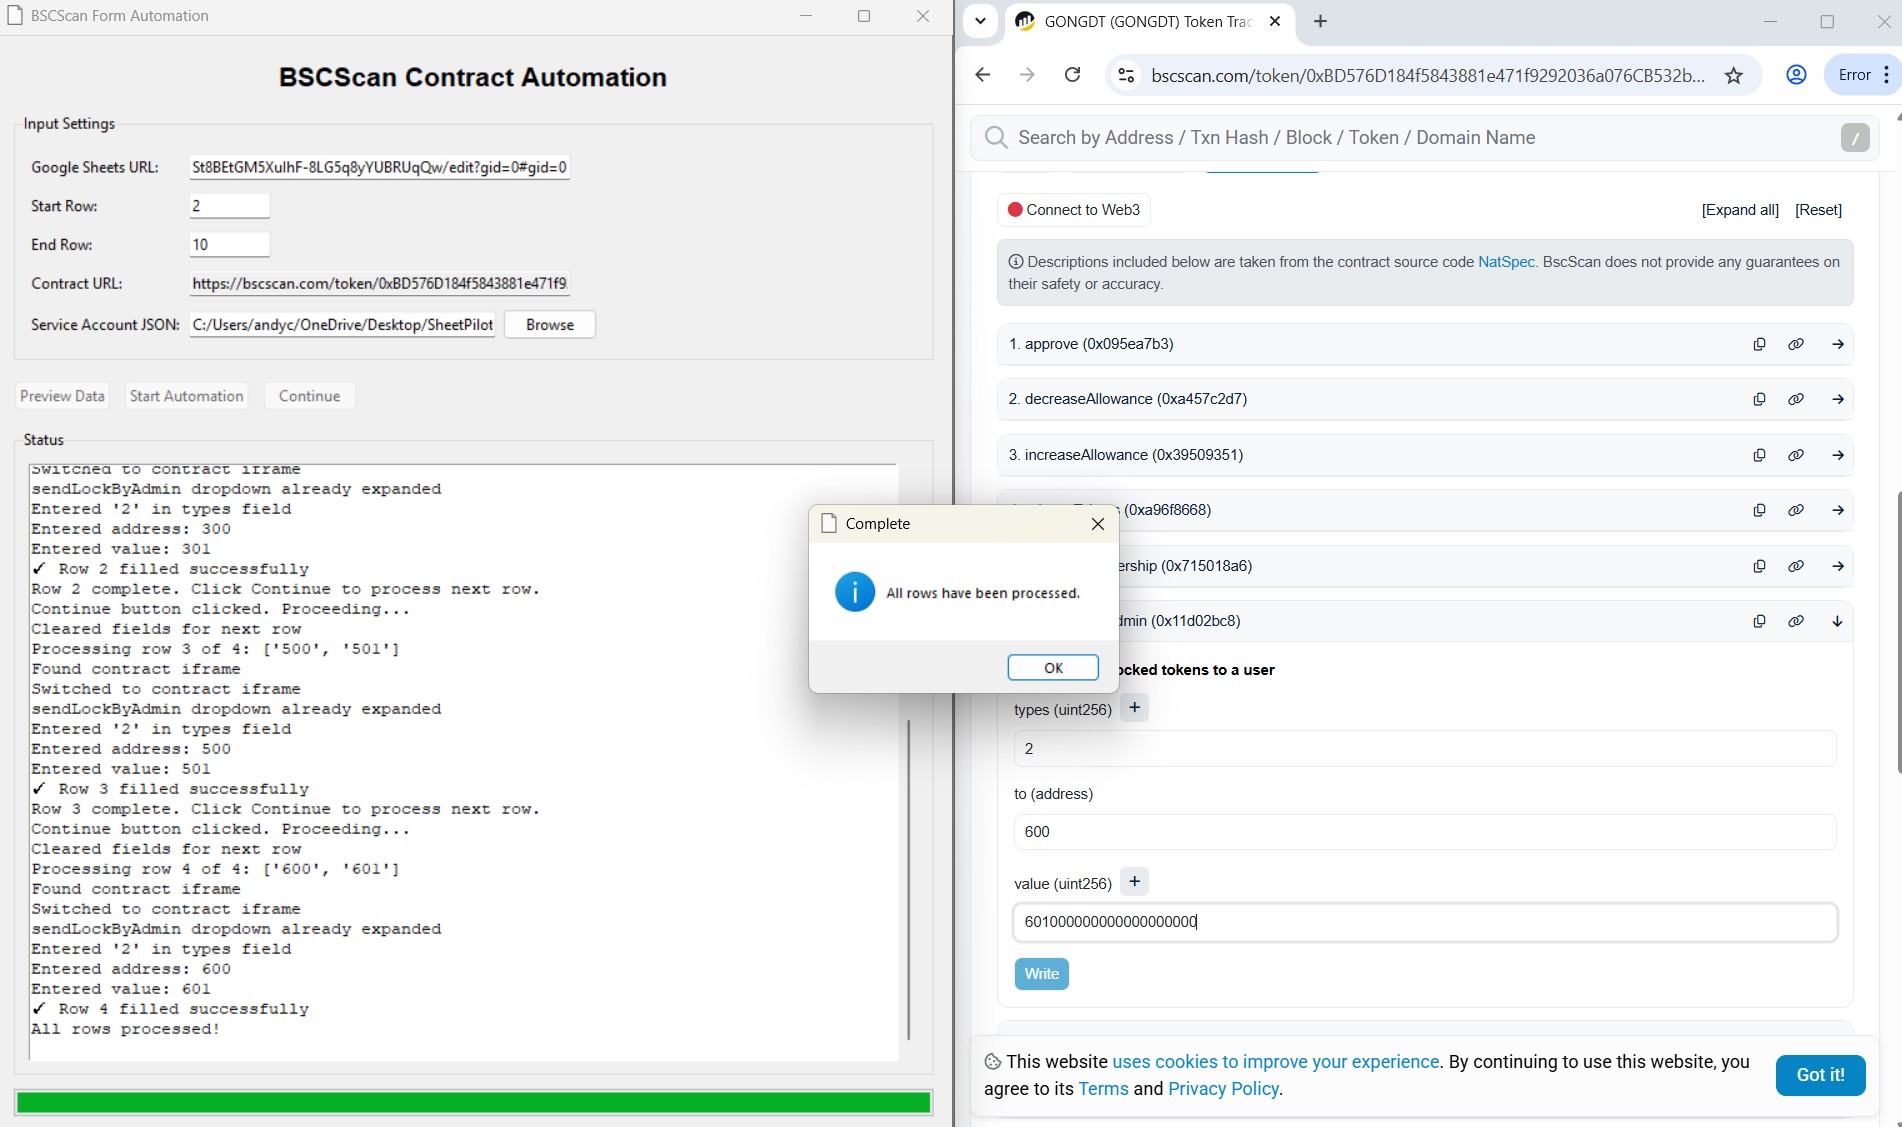 BSCScan Form Automation
BSCScan Contract Automation
Input Settings
Google Sheets URL:
St8BEtGM5XuIhF-8LG5q8yYUBRUqQw/edit?gid=0#gid=0
Start Row:
2
End Row:
10
Contract URL:
https://bscscan.com/token/0xBD576D184f5843881e471f9
Service Account JSON:
C:/Users/andyc/OneDrive/Desktop/SheetPilot
Browse
Preview Data
Start Automation
Continue
Status
Switched to contract iframe
sendLockByAdmin dropdown already expanded
Entered '2' in types field
Entered address: 300
Entered value: 301
✓ Row 2 filled successfully
Row 2 complete. Click Continue to process next row.
Continue button clicked. Proceeding...
Cleared fields for next row
Processing row 3 of 4: ['500', '501']
Found contract iframe
Switched to contract iframe
sendLockByAdmin dropdown already expanded
Entered '2' in types field
Entered address: 500
Entered value: 501
✓ Row 3 filled successfully
Row 3 complete. Click Continue to process next row.
Continue button clicked. Proceeding...
Cleared fields for next row
Processing row 4 of 4: ['600', '601']
Found contract iframe
Switched to contract iframe
sendLockByAdmin dropdown already expanded
Entered '2' in types field
Entered address: 600
Entered value: 601
✓ Row 4 filled successfully
All rows processed!
Complete
All rows have been processed.
OK
GONGDT (GONGDT) Token Trac
bscscan.com/token/0xBD576D184f5843881e471f9292036a076CB532b...
Error
Search by Address / Txn Hash / Block / Token / Domain Name
/
Connect to Web3
[Expand all] [Reset]
Descriptions included below are taken from the contract source code NatSpec. BscScan does not provide any guarantees on
their safety or accuracy.
1. approve (0x095ea7b3)
2. decreaseAllowance (0xa457c2d7)
3. increaseAllowance (0x39509351)
(0xa96f8668)
ership (0x715018a6)
dmin (0x11d02bc8)
ocked tokens to a user
types (uint256) +
2
to (address)
600
value (uint256) +
601000000000000000000
Write
This website uses cookies to improve your experience. By continuing to use this website, you
agree to its Terms and Privacy Policy.
Got it!